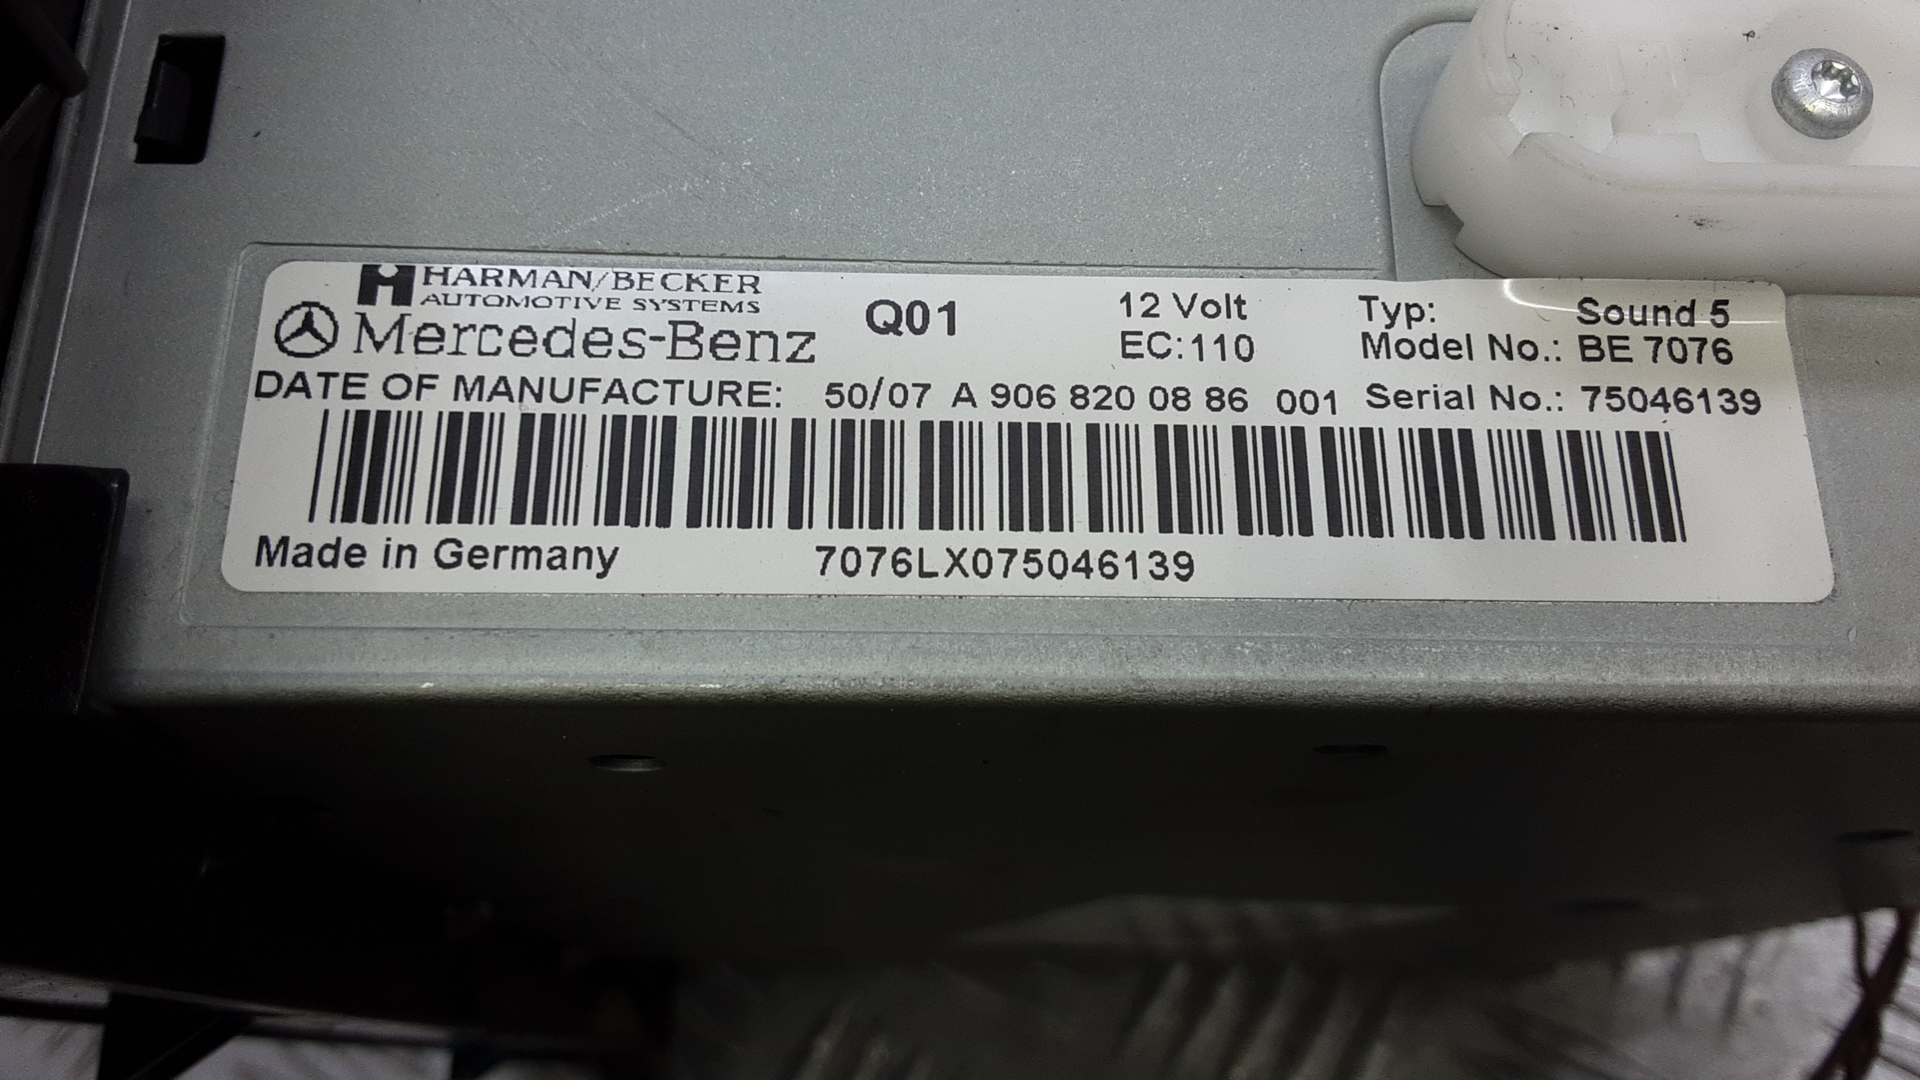 HARMAN/BECKER
AUTOMOTIVE SYSTEMS
Mercedes-Benz
Q01
12 Volt
EC:110
Typ: Sound 5
Model No.: BE 7076
DATE OF MANUFACTURE: 50/07 A 906 820 08 86 001 Serial No.: 75046139
Made in Germany 7076LX075046139